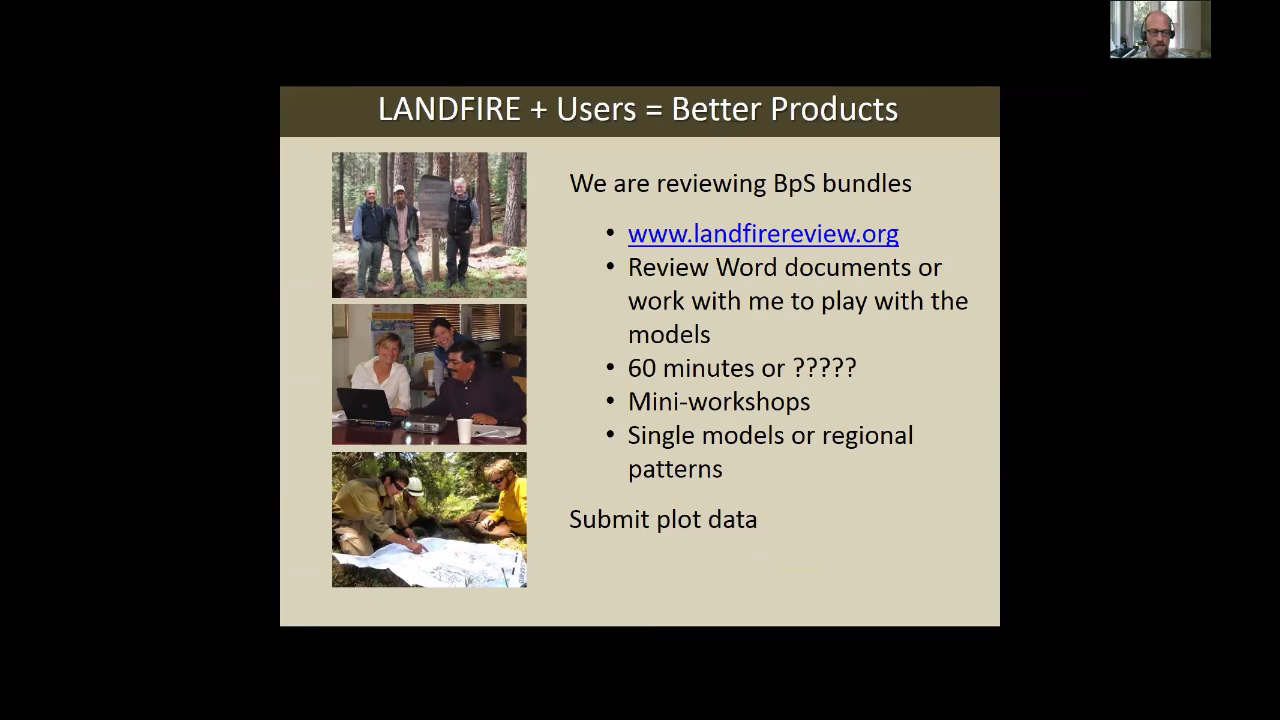 LANDFIRE + Users = Better Products
We are reviewing BpS bundles
• www.landfirereview.org
• Review Word documents or
work with me to play with the
models
• 60 minutes or ?????
• Mini-workshops
• Single models or regional
patterns
Submit plot data